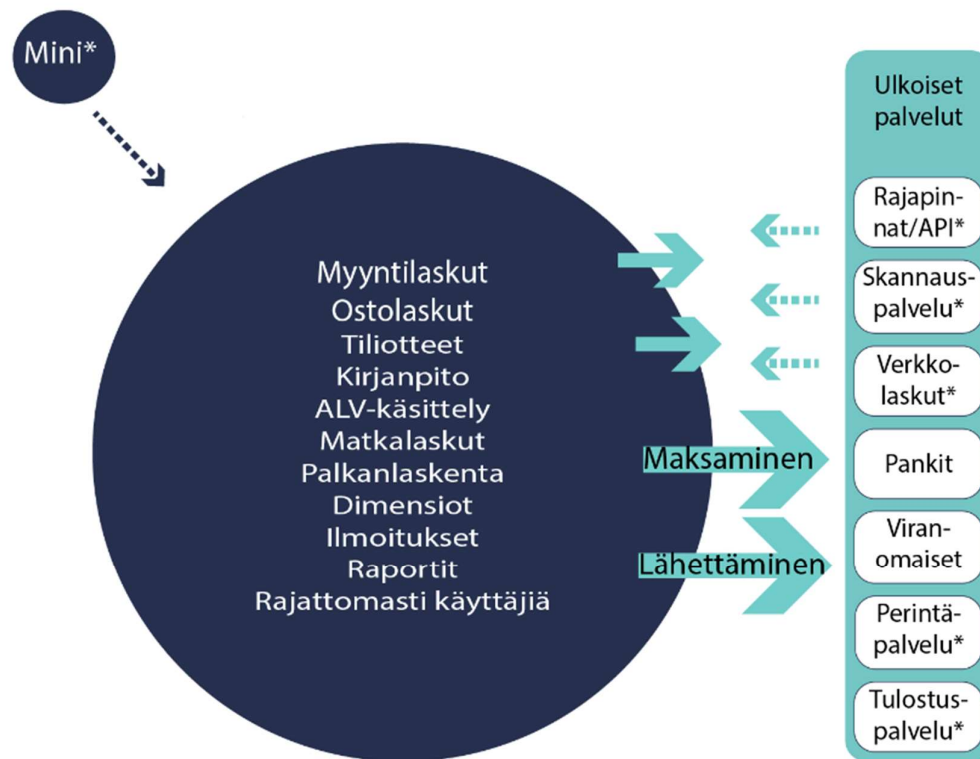 Mini*
Myyntilaskut
Ostolaskut
Tiliotteet
Kirjanpito
ALV-käsittely
Matkalaskut
Palkanlaskenta
Dimensiot
Ilmoitukset
Raportit
Rajattomasti käyttäjiä
Maksaminen
Lähettäminen
Ulkoiset
palvelut
Rajapin-
nat/API*
Skannaus-
palvelu*
Verkko-
laskut*
Pankit
Viran-
omaiset
Perintä-
palvelu*
Tulostus-
palvelu*